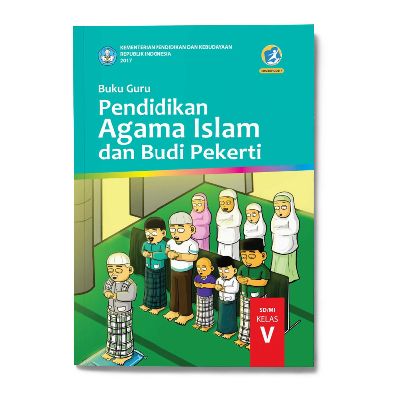 KEMENTERIAN PENDIDIKAN DAN KEBUDAYAAN
REPUBLIK INDONESIA
2017
Buku Guru
Pendidikan
Agama Islam
dan Budi Pekerti
SD/MI
KELAS
V